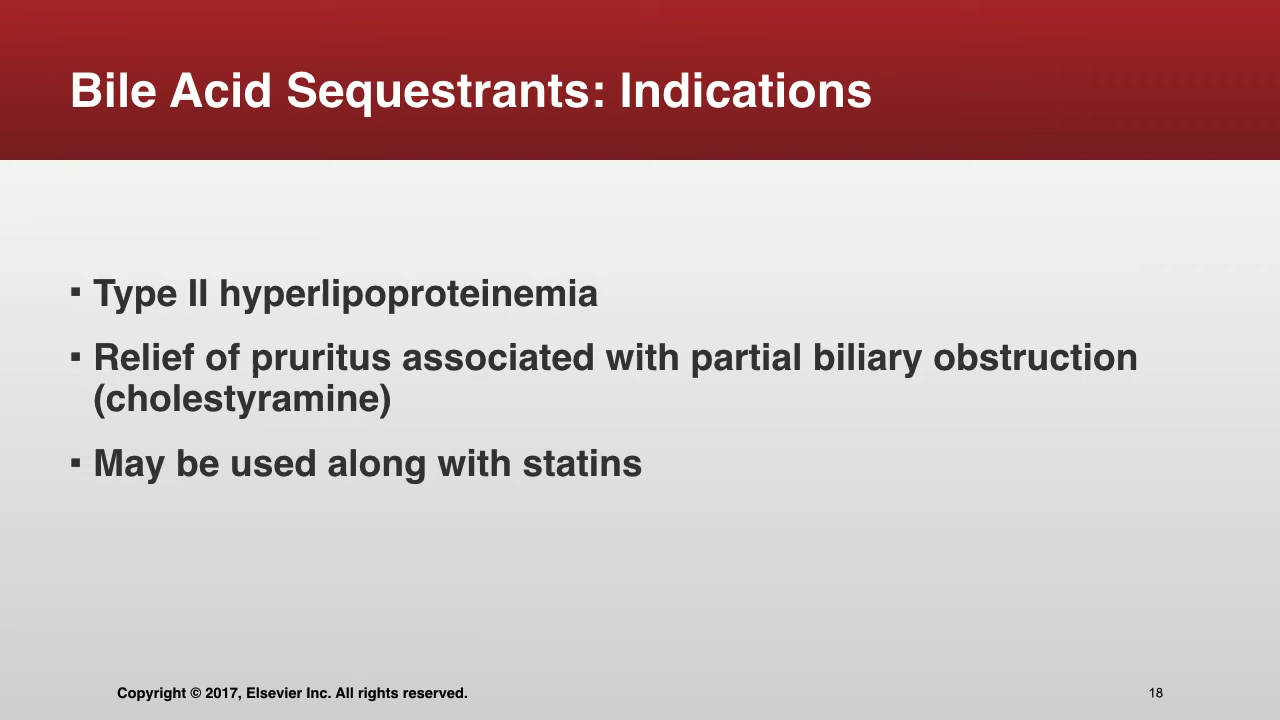 Bile Acid Sequestrants: Indications
▪ Type II hyperlipoproteinemia
▪ Relief of pruritus associated with partial biliary obstruction
(cholestyramine)
▪ May be used along with statins
Copyright © 2017, Elsevier Inc. All rights reserved.
18